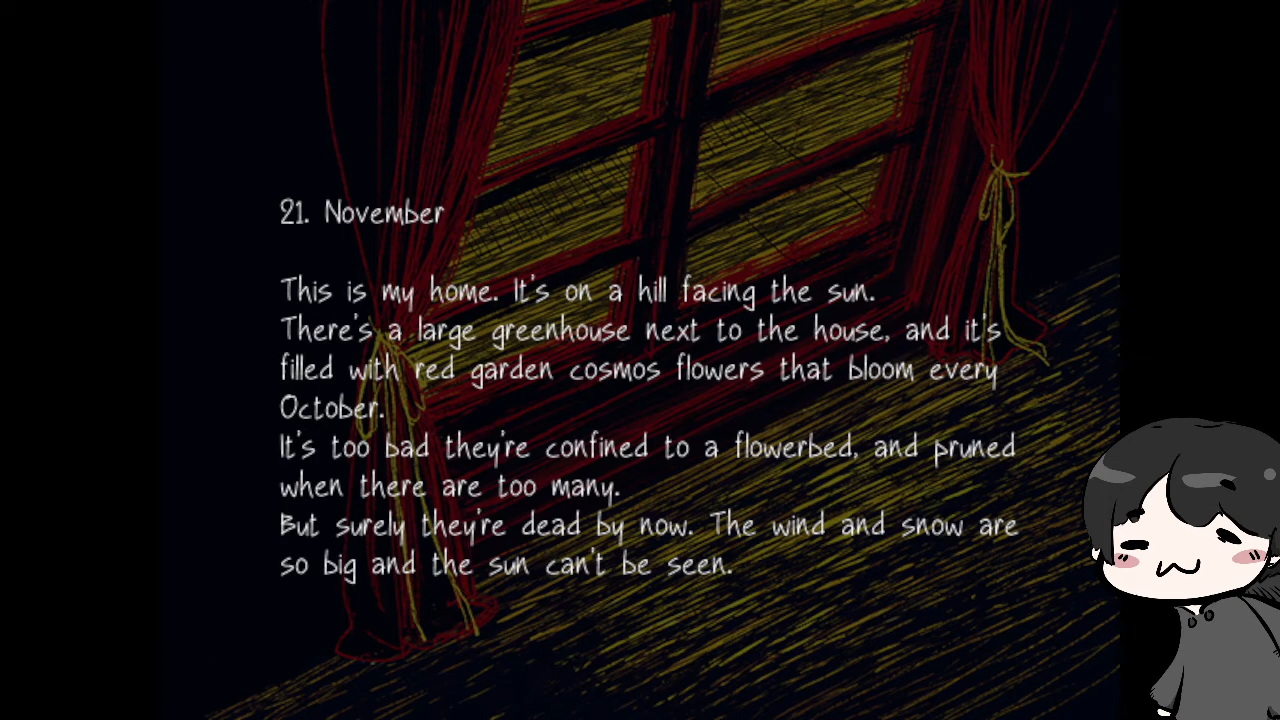 21. November
This is my home. It's on a hill facing the sun.
There's a large greenhouse next to the house, and it's
filled with red garden cosmos flowers that bloom every
October.
It's too bad they're confined to a flowerbed, and pruned
when there are too many.
But surely they're dead by now. The wind and snow are
so big and the sun can't be seen.